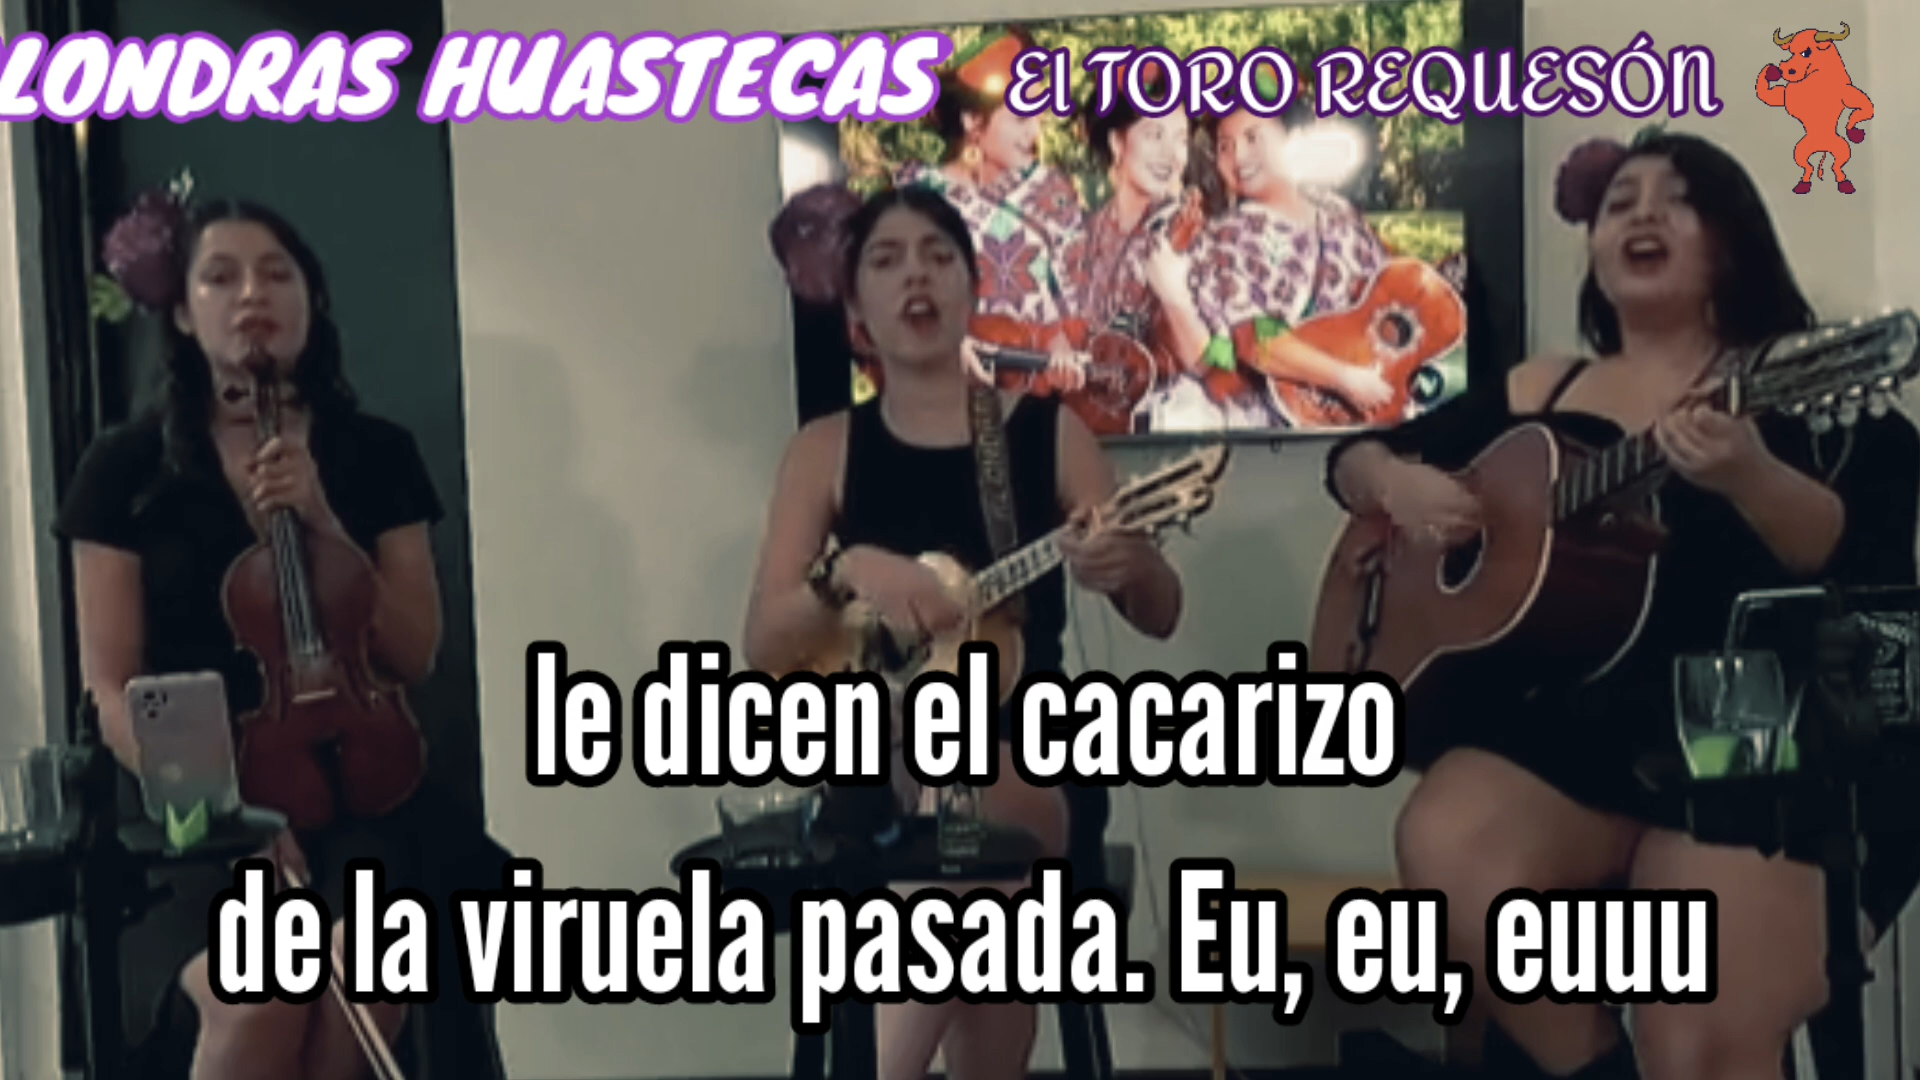 LONDRAS HUASTECAS
El TORO REQUESÓN
le dicen el cacarizo
de la viruela pasada. Eu, eu, euuu